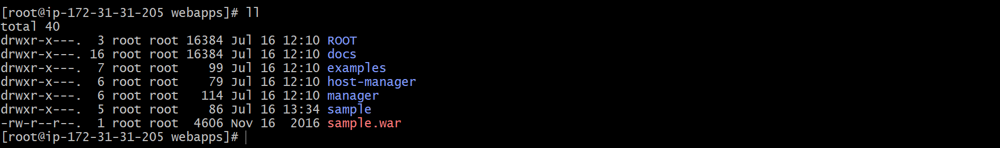 [root@ip-172-31-31-205 webapps]# ll
total 40
drwxr-x---.  3 root root 16384 Jul 16 12:10 ROOT
drwxr-x---. 16 root root 16384 Jul 16 12:10 docs
drwxr-x---.  7 root root    99 Jul 16 12:10 examples
drwxr-x---.  6 root root    79 Jul 16 12:10 host-manager
drwxr-x---.  6 root root   114 Jul 16 12:10 manager
drwxr-x---.  5 root root    86 Jul 16 13:34 sample
-rw-r--r--.  1 root root  4606 Nov 16  2016 sample.war
[root@ip-172-31-31-205 webapps]#